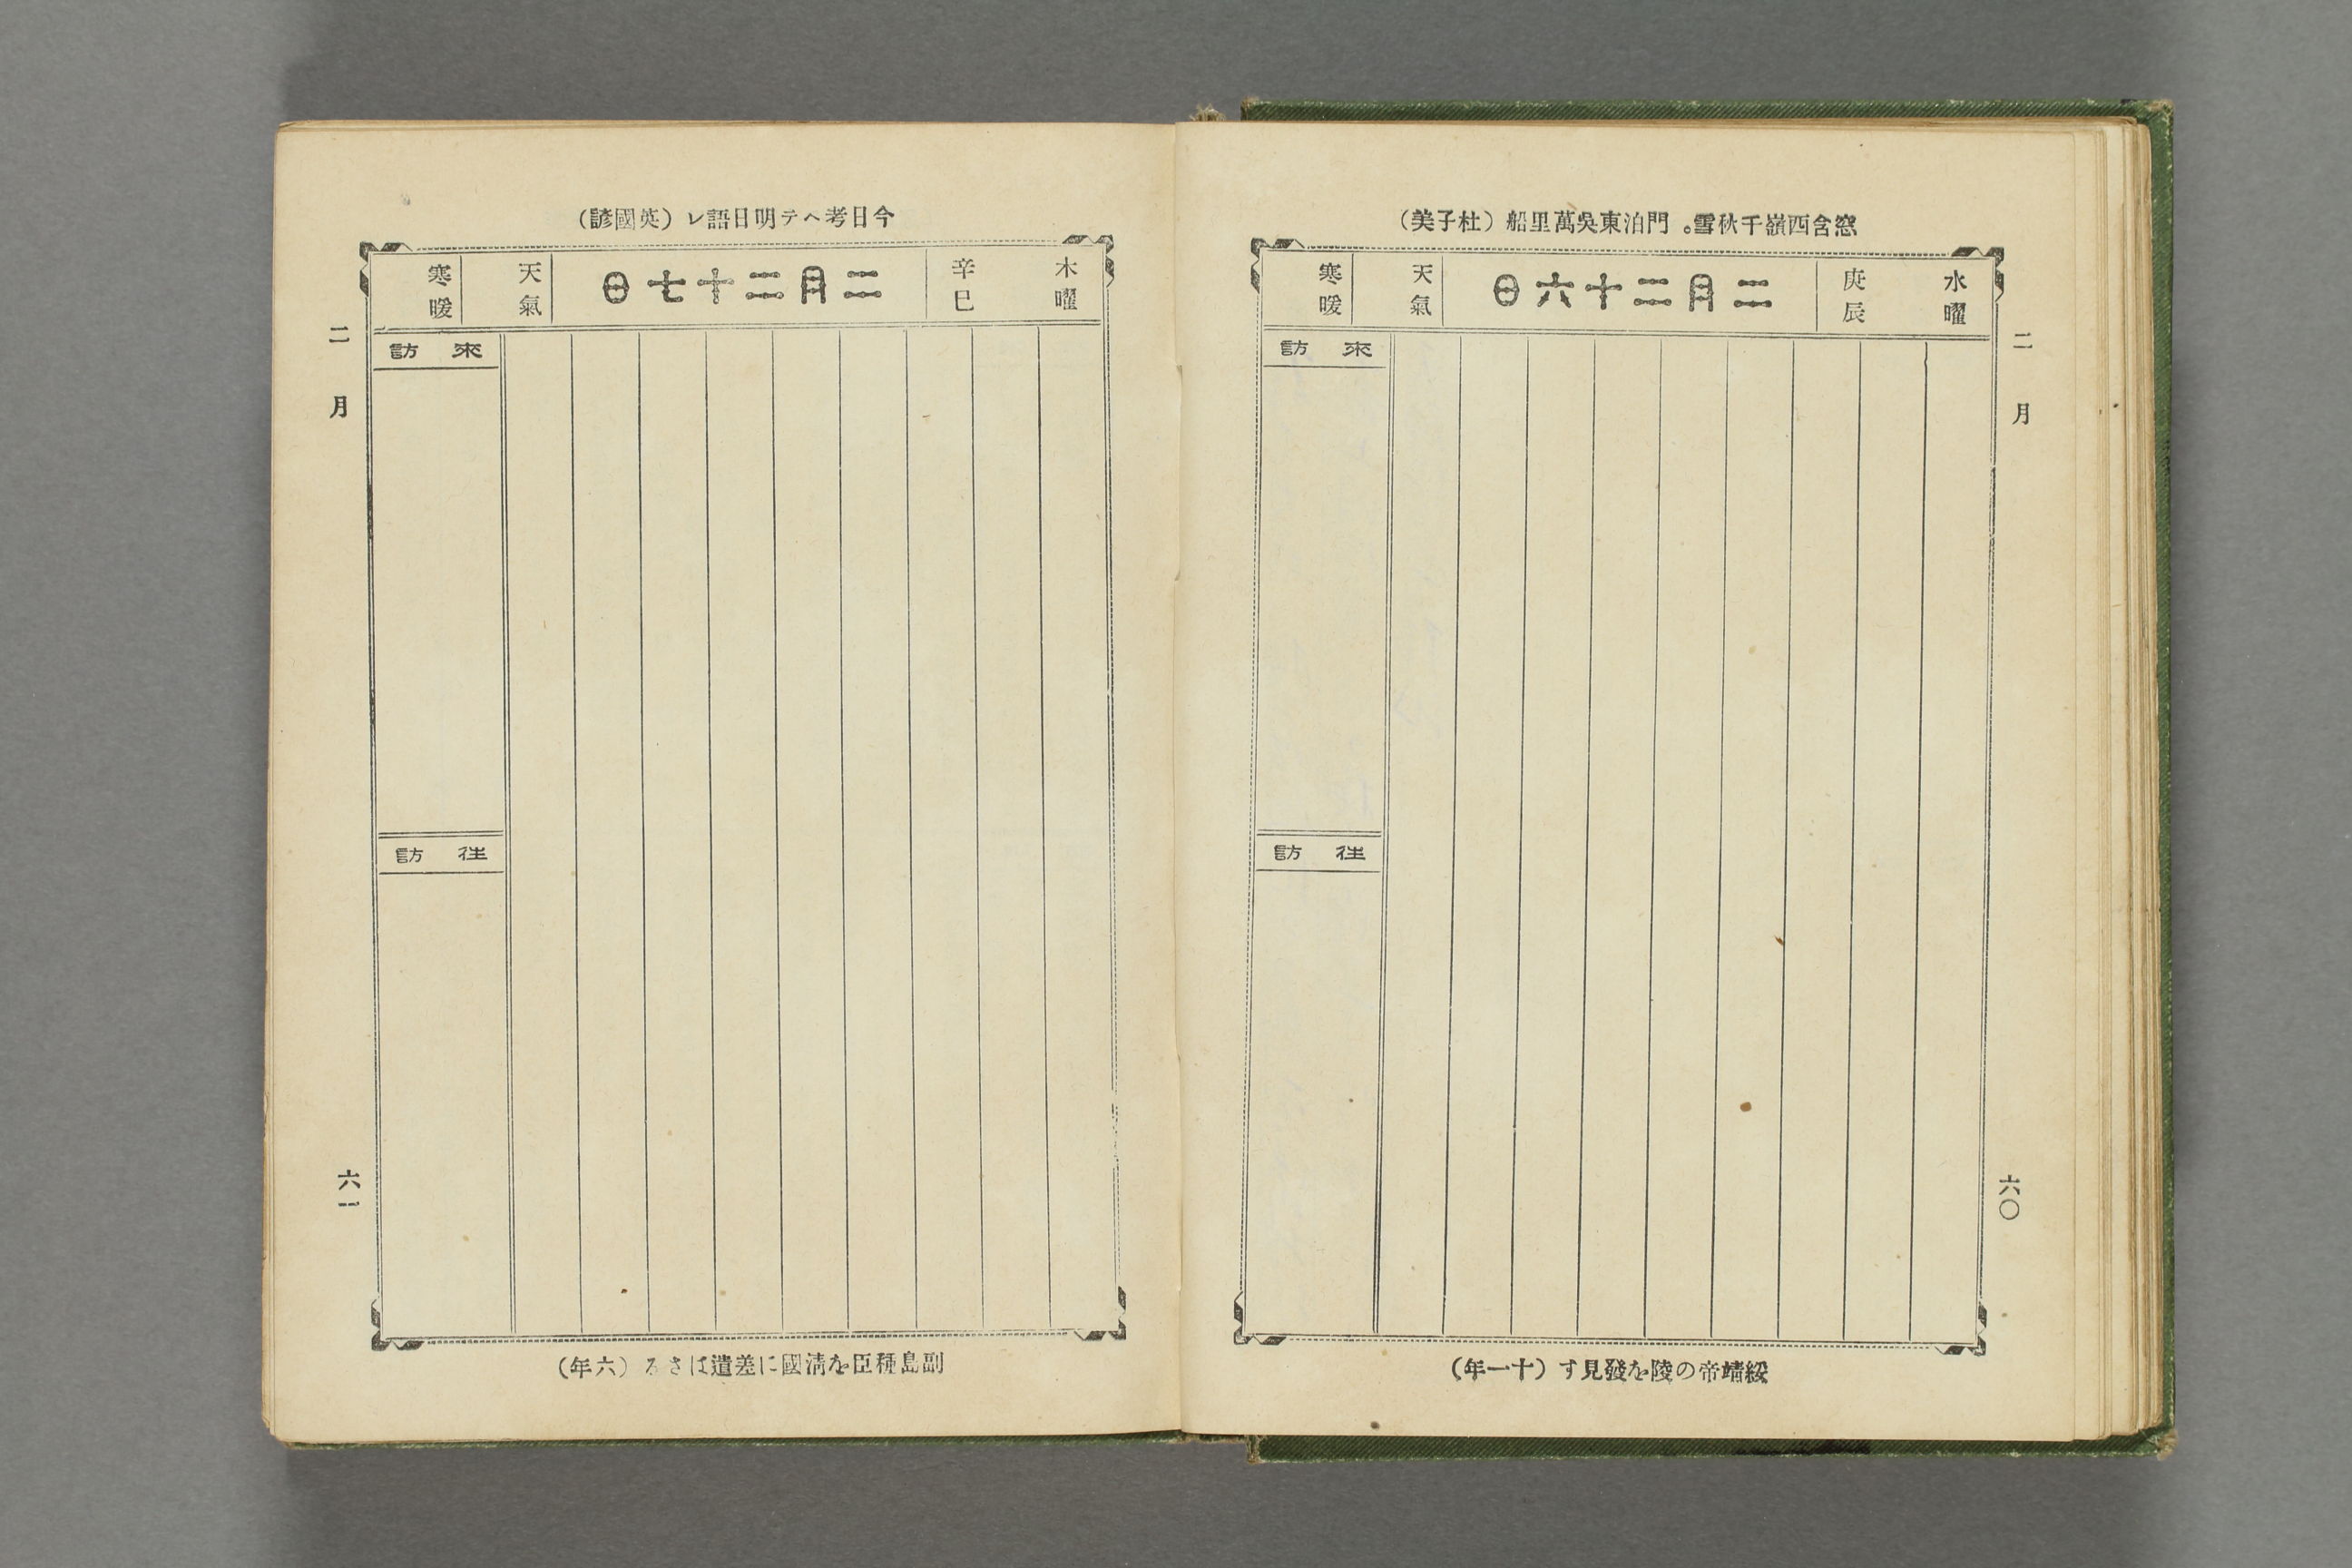 窓含西嶺千秋雪。門泊東吳萬里船（杜子美）
水曜
庚辰
二月二十六日
天氣
寒暖
來訪
往訪
二月
六〇
綏靖帝の陵を發見す（十一年）
今日考ヘテ明日語レ（英國諺）
木曜
辛巳
二月二十七日
天氣
寒暖
來訪
往訪
二月
六一
副島種臣を淸國に差遣はさる（六年）